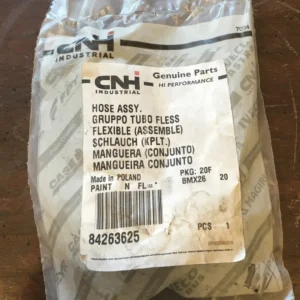 CNH
INDUSTRIAL
CNH
INDUSTRIAL
Genuine Parts
HI PERFORMANCE
HOSE ASSY.
GRUPPO TUBO FLESS
FLEXIBLE (ASSEMBLE)
SCHLAUCH (KPLT.)
MANGUERA (CONJUNTO)
MANGUEIRA CONJUNTO
Made in POLAND
PKG: 20F
PAINT N FL
BMX26 20
84263625
PCS 1